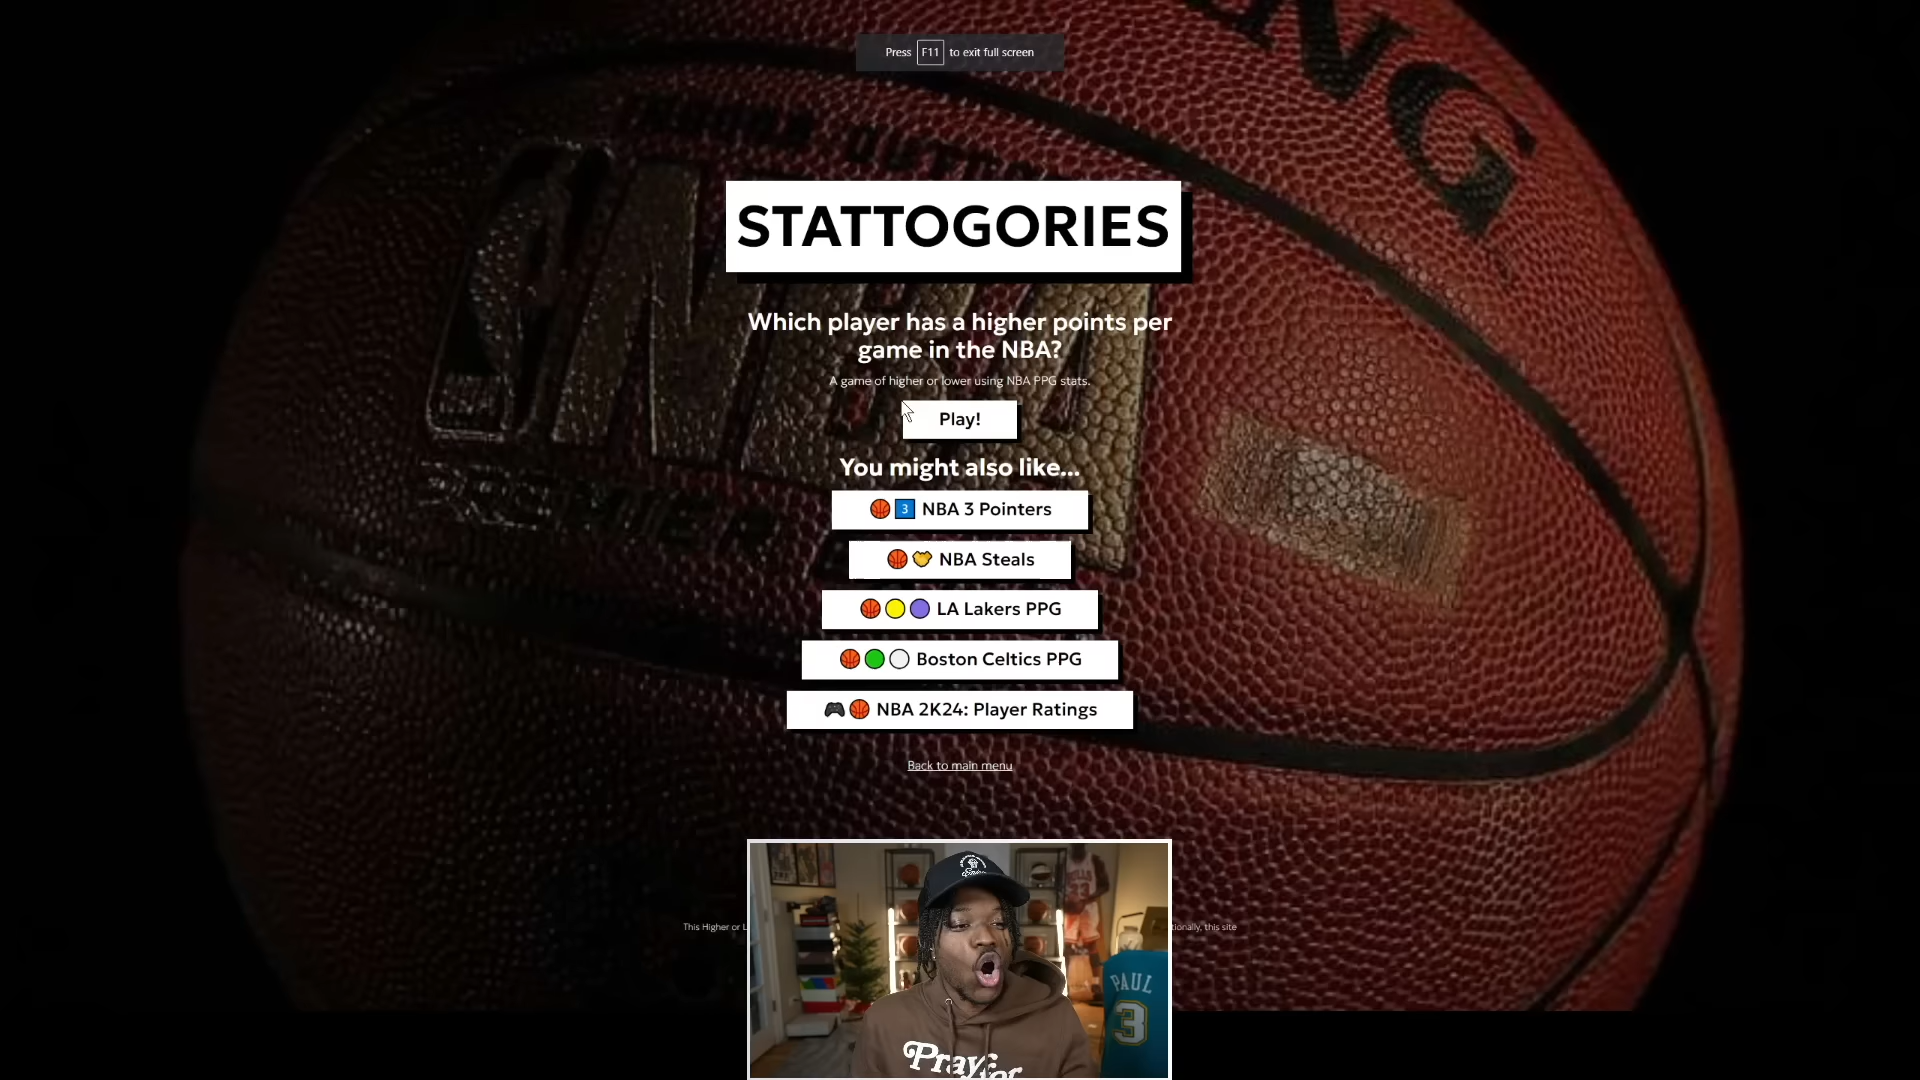 Press F11 to exit full screen
NG
STATTOGORIES
Which player has a higher points per
game in the NBA?
A game of higher or lower using NBA PPG stats.
Play!
You might also like...
3 NBA 3 Pointers
NBA Steals
LA Lakers PPG
Boston Celtics PPG
NBA 2K24: Player Ratings
Back to main menu
This Higher or L
tionally, this site
PAUL
3
Pray for